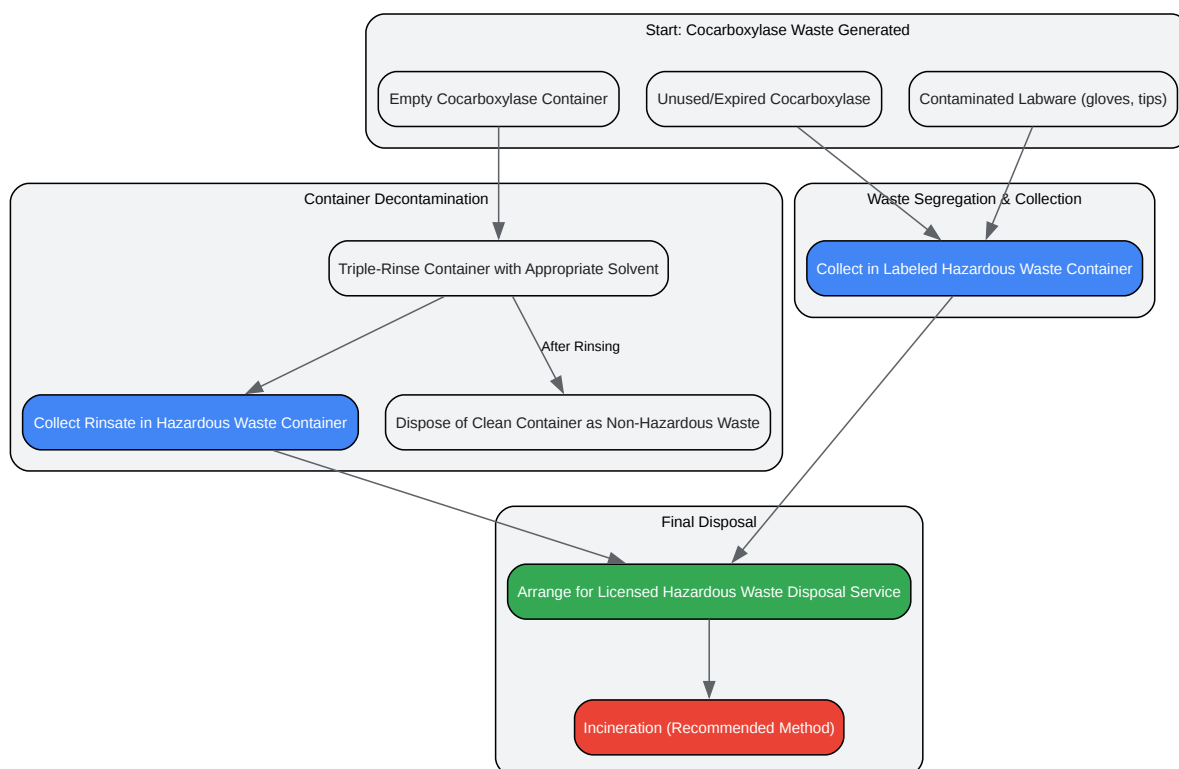 Start: Cocarboxylase Waste Generated
Empty Cocarboxylase Container
Unused/Expired Cocarboxylase
Contaminated Labware (gloves, tips)
Container Decontamination
Waste Segregation & Collection
Triple-Rinse Container with Appropriate Solvent
Collect in Labeled Hazardous Waste Container
After Rinsing
Collect Rinsate in Hazardous Waste Container
Dispose of Clean Container as Non-Hazardous Waste
Final Disposal
Arrange for Licensed Hazardous Waste Disposal Service
Incineration (Recommended Method)